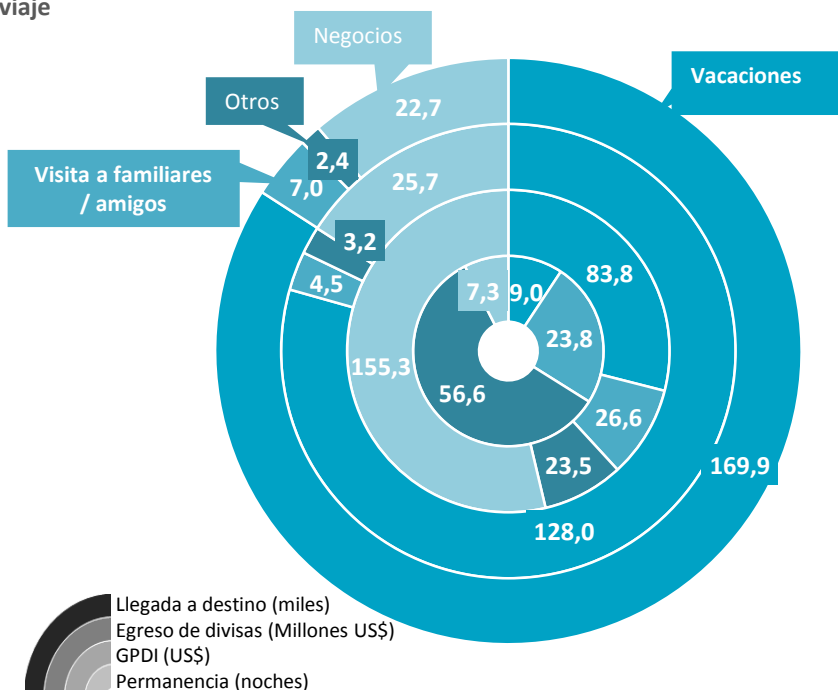 viaje
Negocios
Vacaciones
Otros
22,7
Visita a familiares
/ amigos
2,4
7,0
25,7
3,2
4,5
83,8
7,3
9,0
23,8
155,3
56,6
26,6
23,5
169,9
128,0
Llegada a destino (miles)
Egreso de divisas (Millones US$)
GPDI (US$)
Permanencia (noches)